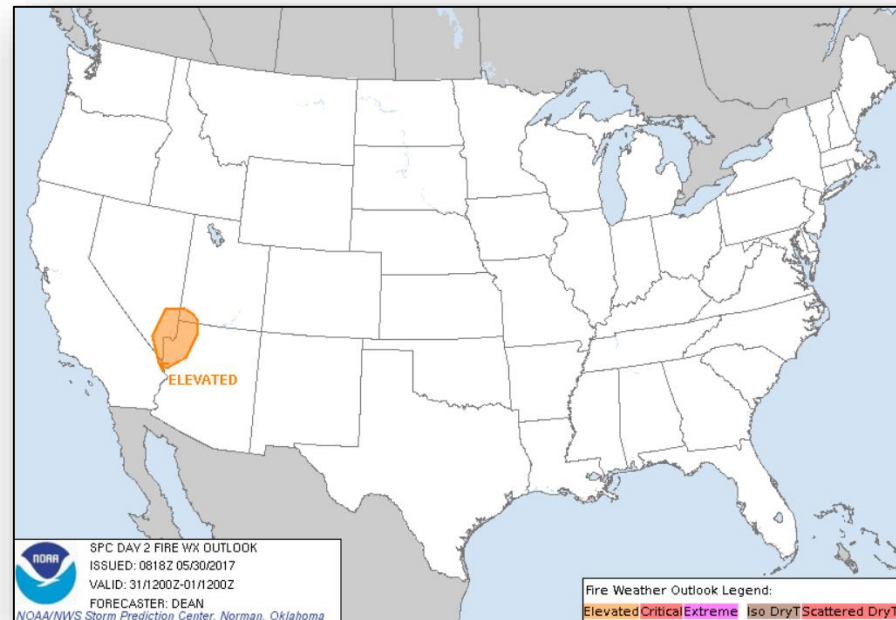 ELEVATED
NOAA
SPC DAY 2 FIRE WX OUTLOOK
ISSUED: 0818Z 05/30/2017
VALID: 31/1200Z-01/1200Z
FORECASTER: DEAN
NOAA/NWS Storm Prediction Center, Norman, Oklahoma
Fire Weather Outlook Legend:
Elevated Critical Extreme Iso DryT Scattered DryT